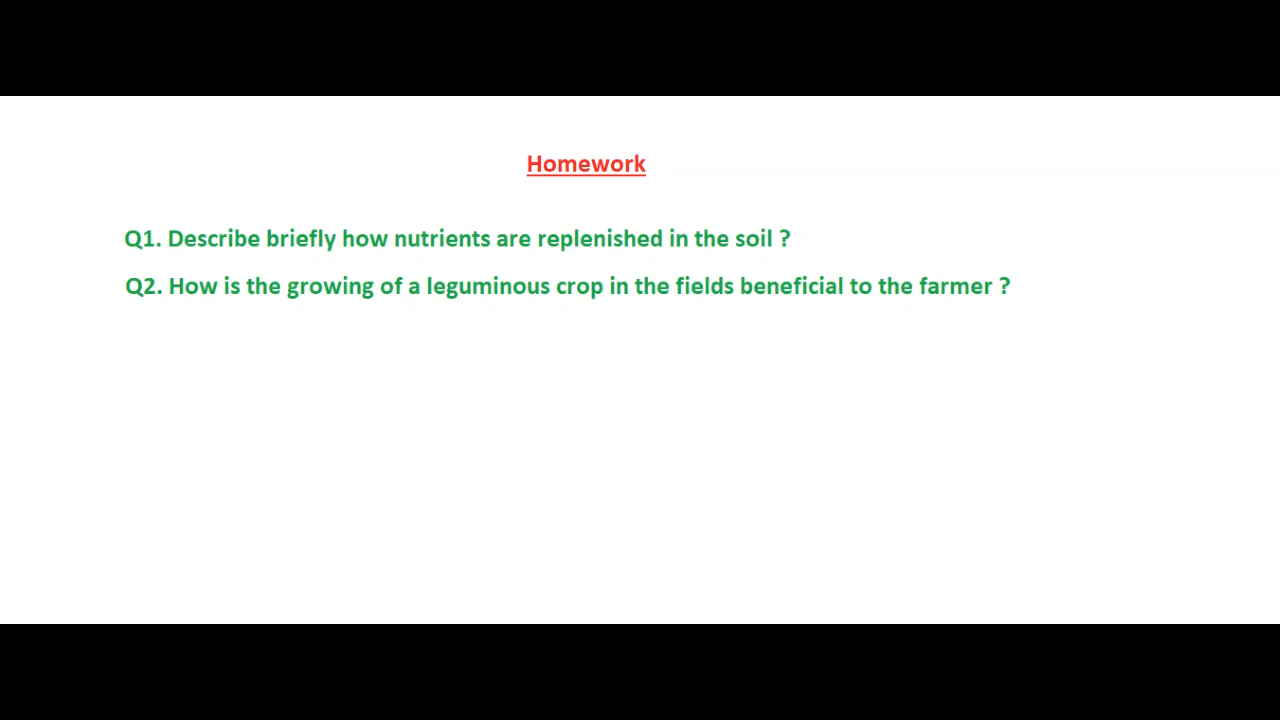 Homework
Q1. Describe briefly how nutrients are replenished in the soil ?
Q2. How is the growing of a leguminous crop in the fields beneficial to the farmer ?